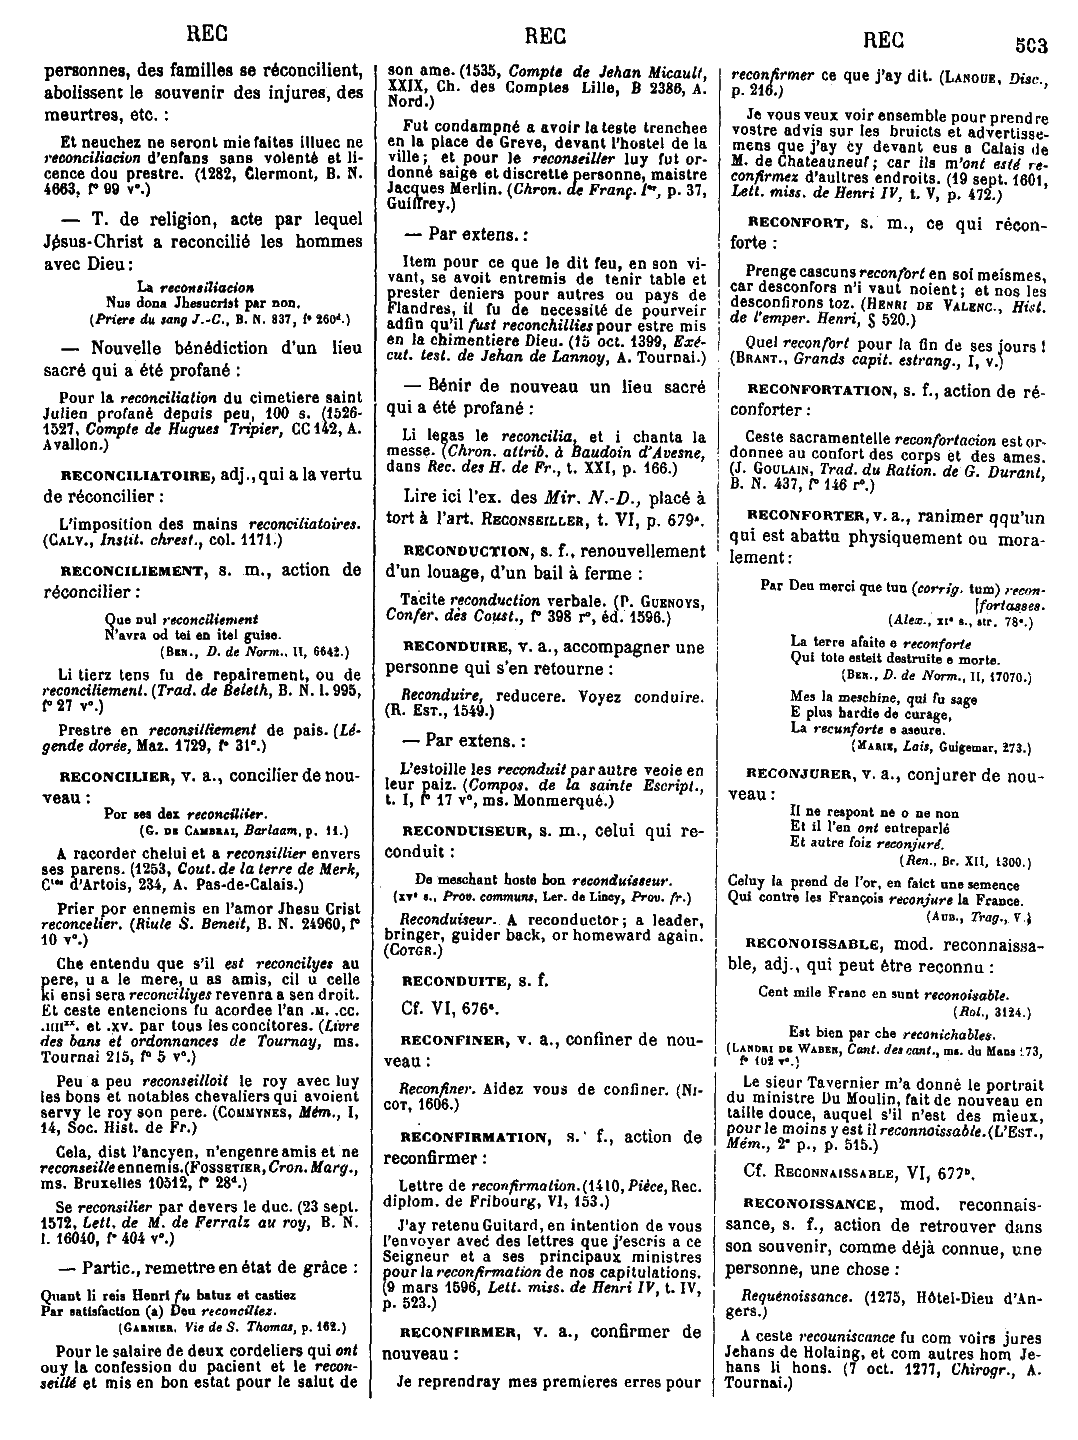 REC
REC
REC
503
personnes, des familles se réconcilient,
abolissent le souvenir des injures, des
meurtres, etc. :
Et neuchez ne seront mie faites illuec ne
reconciliacion d'enfans sans volenté et li-
cence dou prestre. (1282, Clermont, B. N.
4663, f° 99 v°.)
— T. de religion, acte par lequel
Jésus-Christ a reconcilié les hommes
avec Dieu :
La reconsiliacion
Nus dona Jhesucrist par non.
(Priere du sang J.-C., B. N. 837, f° 260ᵈ.)
— Nouvelle bénédiction d'un lieu
sacré qui a été profané :
Pour la reconciliation du cimetiere saint
Julien profané depuis peu, 100 s. (1526-
1527, Compte de Hugues Tripier, CC 142, A.
Avallon.)
RECONCILIATOIRE, adj., qui a la vertu
de réconcilier :
L'imposition des mains reconciliatoires.
(CALV., Instit. chrest., col. 1171.)
RECONCILIEMENT, s. m., action de
réconcilier :
Que nul reconciliement
N'avra od tei en itel guise.
(BEN., D. de Norm., II, 6642.)
Li tierz tens fu de repairement, ou de
reconciliement. (Trad. de Beleth, B. N. l. 995,
f° 27 v°.)
Prestre en reconsilliement de pais. (Lé-
gende dorée, Maz. 1729, f° 31ᶜ.)
RECONCILIER, v. a., concilier de nou-
veau :
Por ses dex reconciliier.
(G. DE CAMBRAI, Barlaam, p. 11.)
A racorder chelui et a reconsillier envers
ses parens. (1253, Cout. de la terre de Merk,
Cᵗᵉˢ d'Artois, 234, A. Pas-de-Calais.)
Prier por ennemis en l'amor Jhesu Crist
reconcelier. (Riule S. Beneit, B. N. 24960, f°
10 v°.)
Che entendu que s'il est reconcilyes au
pere, u a le mere, u as amis, cil u celle
ki ensi sera reconciliyes revenra a sen droit.
Et ceste entencions fu acordee l'an .M. .CC.
.IIIIˣˣ. et .XV. par tous les concitores. (Livre
des bans et ordonnances de Tournay, ms.
Tournai 215, f° 5 v°.)
Peu a peu reconseilloit le roy avec luy
les bons et notables chevaliers qui avoient
servy le roy son pere. (COMMYNES, Mém., I,
14, Soc. Hist. de Fr.)
Cela, dist l'ancyen, n'engenre amis et ne
reconseille ennemis. (FOSSETIER, Cron. Marg.,
ms. Bruxelles 10512, f° 28ᵈ.)
Se reconsilier par devers le duc. (23 sept.
1572, Lett. de M. de Ferralz au roy, B. N.
l. 16040, f° 404 v°.)
— Partic., remettre en état de grâce :
Quant li reis Henri fu batuz et castiez
Par satisfaction (a) Deu reconciliez.
(GARNIER, Vie de S. Thomas, p. 162.)
Pour le salaire de deux cordeliers qui ont
ouy la confession du pacient et le recon-
seillé et mis en bon estat pour le salut de
son ame. (1535, Compte de Jehan Micault,
XXIX, Ch. des Comptes Lille, B 2386, A.
Nord.)
Fut condampné a avoir la teste trenchee
en la place de Greve, devant l'hostel de la
ville ; et pour le reconseiller luy fut or-
donné saige et discrette personne, maistre
Jacques Merlin. (Chron. de Franç. Iᵉʳ, p. 37,
Guiffrey.)
— Par extens. :
Item pour ce que le dit feu, en son vi-
vant, se avoit entremis de tenir table et
prester deniers pour autres ou pays de
Flandres, il fu de necessité de pourveir
adfin qu'il fust reconchillies pour estre mis
en la chimentiere Dieu. (15 oct. 1399, Exé-
cut. test. de Jehan de Lannoy, A. Tournai.)
— Bénir de nouveau un lieu sacré
qui a été profané :
Li legas le reconcilia, et i chanta la
messe. (Chron. attrib. à Baudoin d'Avesne,
dans Rec. des H. de Fr., t. XXI, p. 166.)
Lire ici l'ex. des Mir. N.-D., placé à
tort à l'art. RECONSEILLER, t. VI, p. 679ᵃ.
RECONDUCTION, s. f., renouvellement
d'un louage, d'un bail à ferme :
Tacite reconduction verbale. (P. GUENOYS,
Confer. des Coust., f° 398 r°, éd. 1596.)
RECONDUIRE, v. a., accompagner une
personne qui s'en retourne :
Reconduire, reducere. Voyez conduire.
(R. EST., 1549.)
— Par extens. :
L'estoille les reconduit par autre veoie en
leur paiz. (Compos. de la sainte Escript.,
t. I, f° 17 v°, ms. Monmerqué.)
RECONDUISEUR, s. m., celui qui re-
conduit :
De meschant hoste bon reconduisseur.
(XVᵉ s., Prov. communs, Ler. de Lincy, Prov. fr.)
Reconduiseur. A reconductor ; a leader,
bringer, guider back, or homeward again.
(COTGR.)
RECONDUITE, s. f.
Cf. VI, 676ᵃ.
RECONFINER, v. a., confiner de nou-
veau :
Reconfiner. Aidez vous de confiner. (NI-
COT, 1606.)
RECONFIRMATION, s. f., action de
reconfirmer :
Lettre de reconfirmation. (1410, Pièce, Rec.
diplom. de Fribourg, VI, 153.)
J'ay retenu Guitard, en intention de vous
l'envoyer avec des lettres que j'escris a ce
Seigneur et a ses principaux ministres
pour la reconfirmation de nos capitulations.
(9 mars 1596, Lett. miss. de Henri IV, t. IV,
p. 523.)
RECONFIRMER, v. a., confirmer de
nouveau :
Je reprendray mes premieres erres pour
reconfirmer ce que j'ay dit. (LANOUE, Disc.,
p. 216.)
Je vous veux voir ensemble pour prendre
vostre advis sur les bruicts et advertisse-
mens que j'ay cy devant eus a Calais de
M. de Chateauneuf ; car ils m'ont esté re-
confirmez d'aultres endroits. (19 sept. 1601,
Lett. miss. de Henri IV, t. V, p. 472.)
RECONFORT, s. m., ce qui récon-
forte :
Prenge cascuns reconfort en soi meismes,
car desconfors n'i vaut noient ; et nos les
desconfirons toz. (HENRI DE VALENC., Hist.
de l'emper. Henri, § 520.)
Quel reconfort pour la fin de ses jours !
(BRANT., Grands capit. estrang., I, v.)
RECONFORTATION, s. f., action de ré-
conforter :
Ceste sacramentelle reconfortacion est or-
donnee au confort des corps et des ames.
(J. GOULAIN, Trad. du Ration. de G. Durant,
B. N. 437, f° 146 r°.)
RECONFORTER, v. a., ranimer qqu'un
qui est abattu physiquement ou mora-
lement :
Par Deu merci que tun (corrig. tum) recon-
[fortasses.
(Alex., XIᵉ s., str. 78ᵉ.)
La terre afaite e reconforte
Qui tote esteit destruite e morte.
(BEN., D. de Norm., II, 17070.)
Mes la meschine, qui fu sage
E plus hardie de curage,
La recunforte e aseure.
(MARIE, Lais, Guigemar, 273.)
RECONJURER, v. a., conjurer de nou-
veau :
Il ne respont ne o ne non
Et il l'en ont entreparlé
Et autre foiz reconjuré.
(Ren., Br. XII, 1300.)
Celuy la prend de l'or, en faict une semence
Qui contre les François reconjure la France.
(AUB., Trag., V.)
RECONOISSABLE, mod. reconnaissa-
ble, adj., qui peut être reconnu :
Cent mile Franc en sunt reconoisable.
(Rol., 3124.)
Est bien par che reconichables.
(LANDRI DE WABEN, Cant. des cant., ms. du Mans 173,
f° 102 v°.)
Le sieur Tavernier m'a donné le portrait
du ministre Du Moulin, fait de nouveau en
taille douce, auquel s'il n'est des mieux,
pour le moins y est il reconnoissable. (L'EST.,
Mém., 2ᵉ p., p. 515.)
Cf. RECONNAISSABLE, VI, 677ᵇ.
RECONOISSANCE, mod. reconnais-
sance, s. f., action de retrouver dans
son souvenir, comme déjà connue, une
personne, une chose :
Requénoissance. (1275, Hôtel-Dieu d'An-
gers.)
A ceste recouniscance fu com voirs jures
Jehans de Holaing, et com autres hom Je-
hans li hons. (7 oct. 1277, Chirogr., A.
Tournai.)